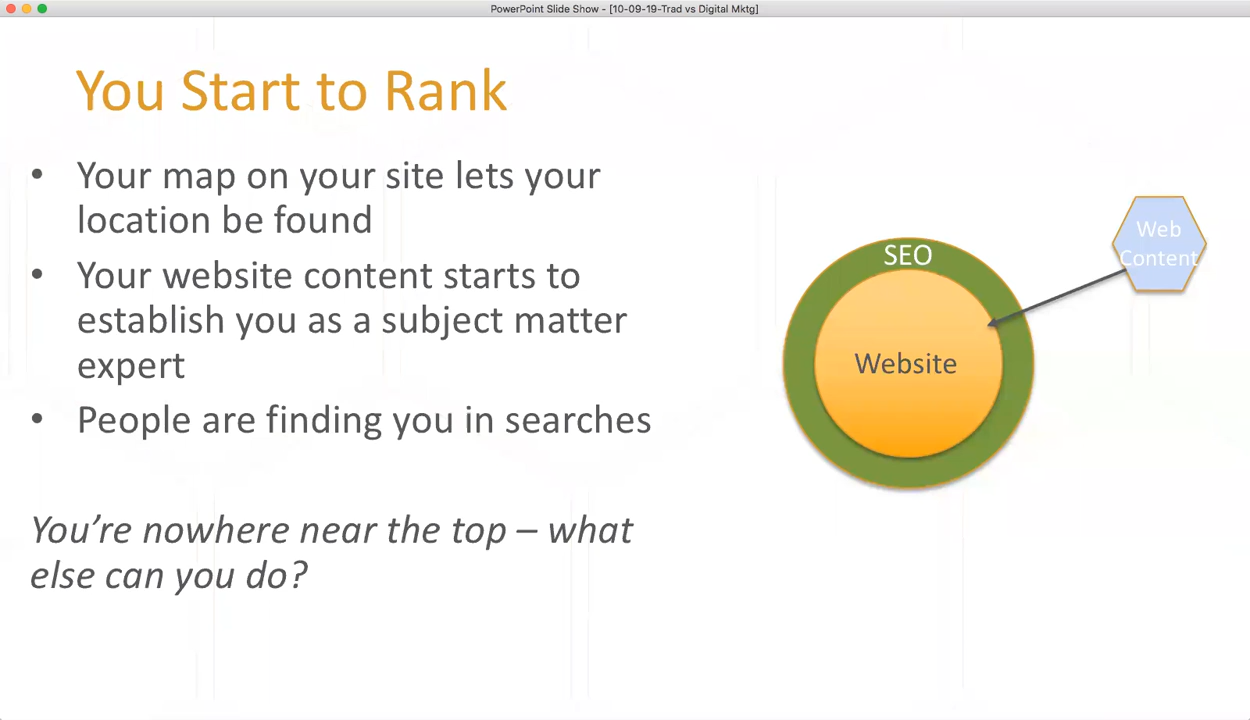 PowerPoint Slide Show - [10-09-19-Trad vs Digital Mktg]
You Start to Rank
• Your map on your site lets your
location be found
• Your website content starts to
establish you as a subject matter
expert
• People are finding you in searches
You’re nowhere near the top – what
else can you do?
SEO
Website
Web
Content